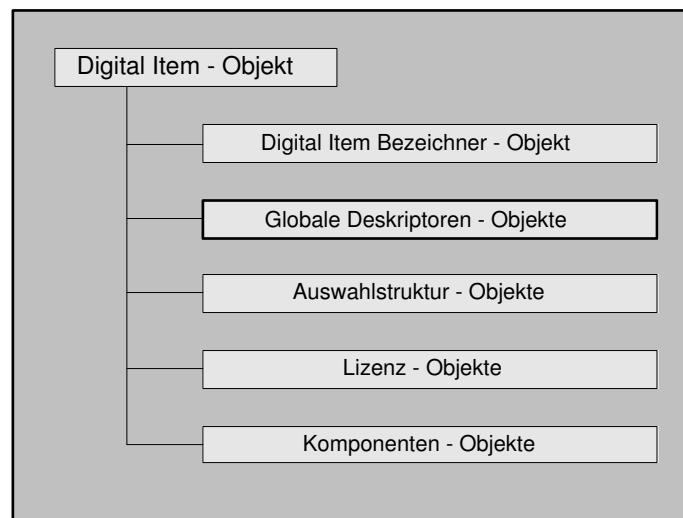 Digital Item - Objekt
Digital Item Bezeichner - Objekt
Globale Deskriptoren - Objekte
Auswahlstruktur - Objekte
Lizenz - Objekte
Komponenten - Objekte